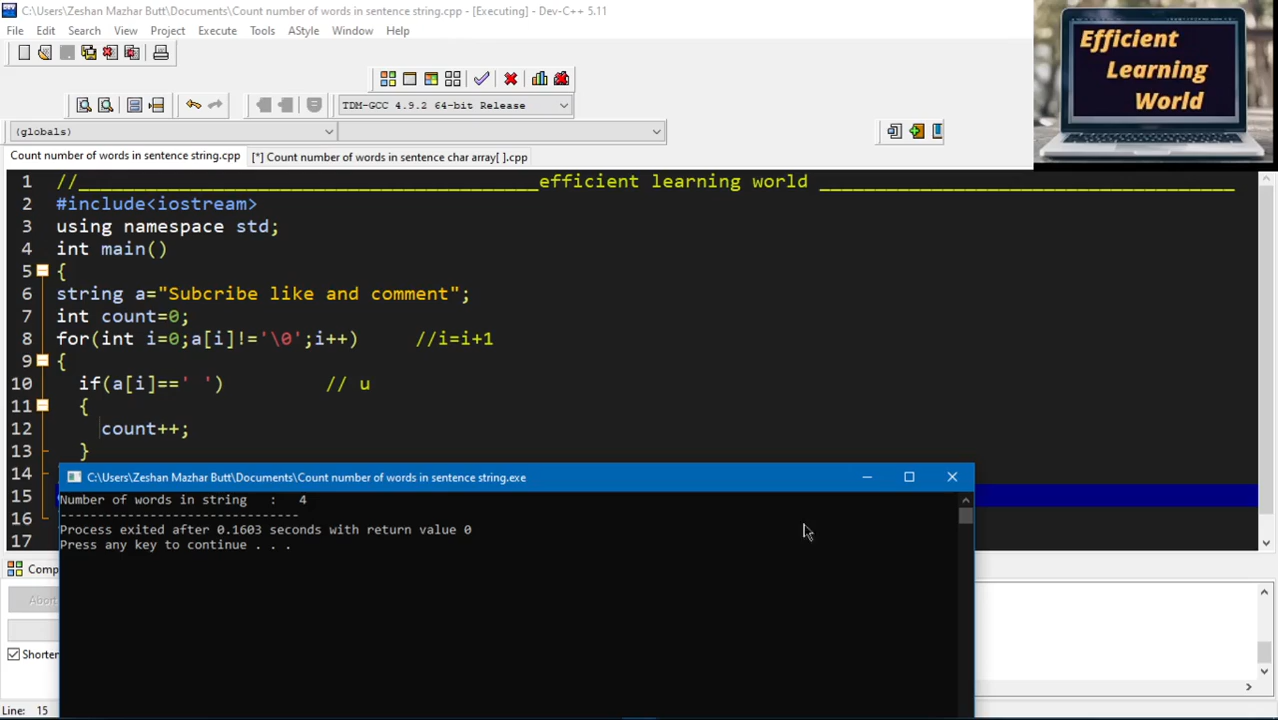 C:\Users\Zeshan Mazhar Butt\Documents\Count number of words in sentence string.cpp - [Executing] - Dev-C++ 5.11
File Edit Search View Project Execute Tools AStyle Window Help
Efficient
Learning
World
TDM-GCC 4.9.2 64-bit Release
(globals)
Count number of words in sentence string.cpp [*] Count number of words in sentence char array[ ].cpp
1 //_________________________________________efficient learning world _____________________________________
2 #include<iostream>
3 using namespace std;
4 int main()
5 {
6 string a="Subcribe like and comment";
7 int count=0;
8 for(int i=0;a[i]!='\0';i++) //i=i+1
9 {
10 if(a[i]==' ') // u
11 {
12 count++;
13 }
14
15
16
17
C:\Users\Zeshan Mazhar Butt\Documents\Count number of words in sentence string.exe
Number of words in string : 4
--------------------------------
Process exited after 0.1603 seconds with return value 0
Press any key to continue . . .
Comp
Abort
Shorten
Line: 15